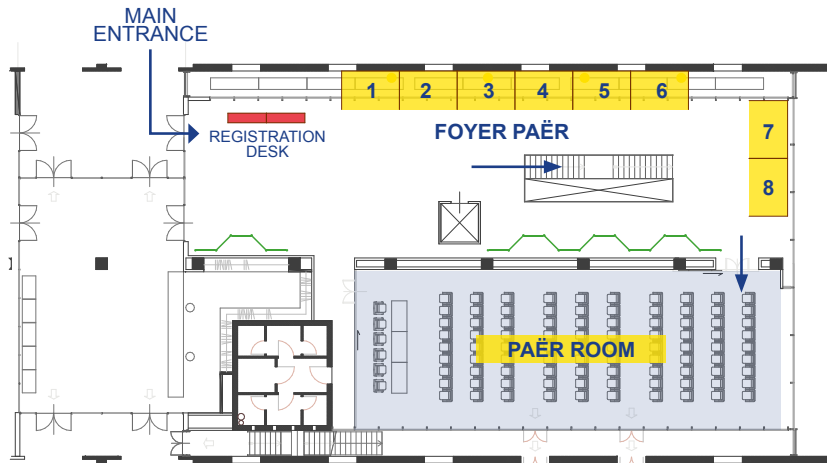 MAIN
ENTRANCE
1 2 3 4 5 6
REGISTRATION
DESK
FOYER PAËR
7
8
PAËR ROOM